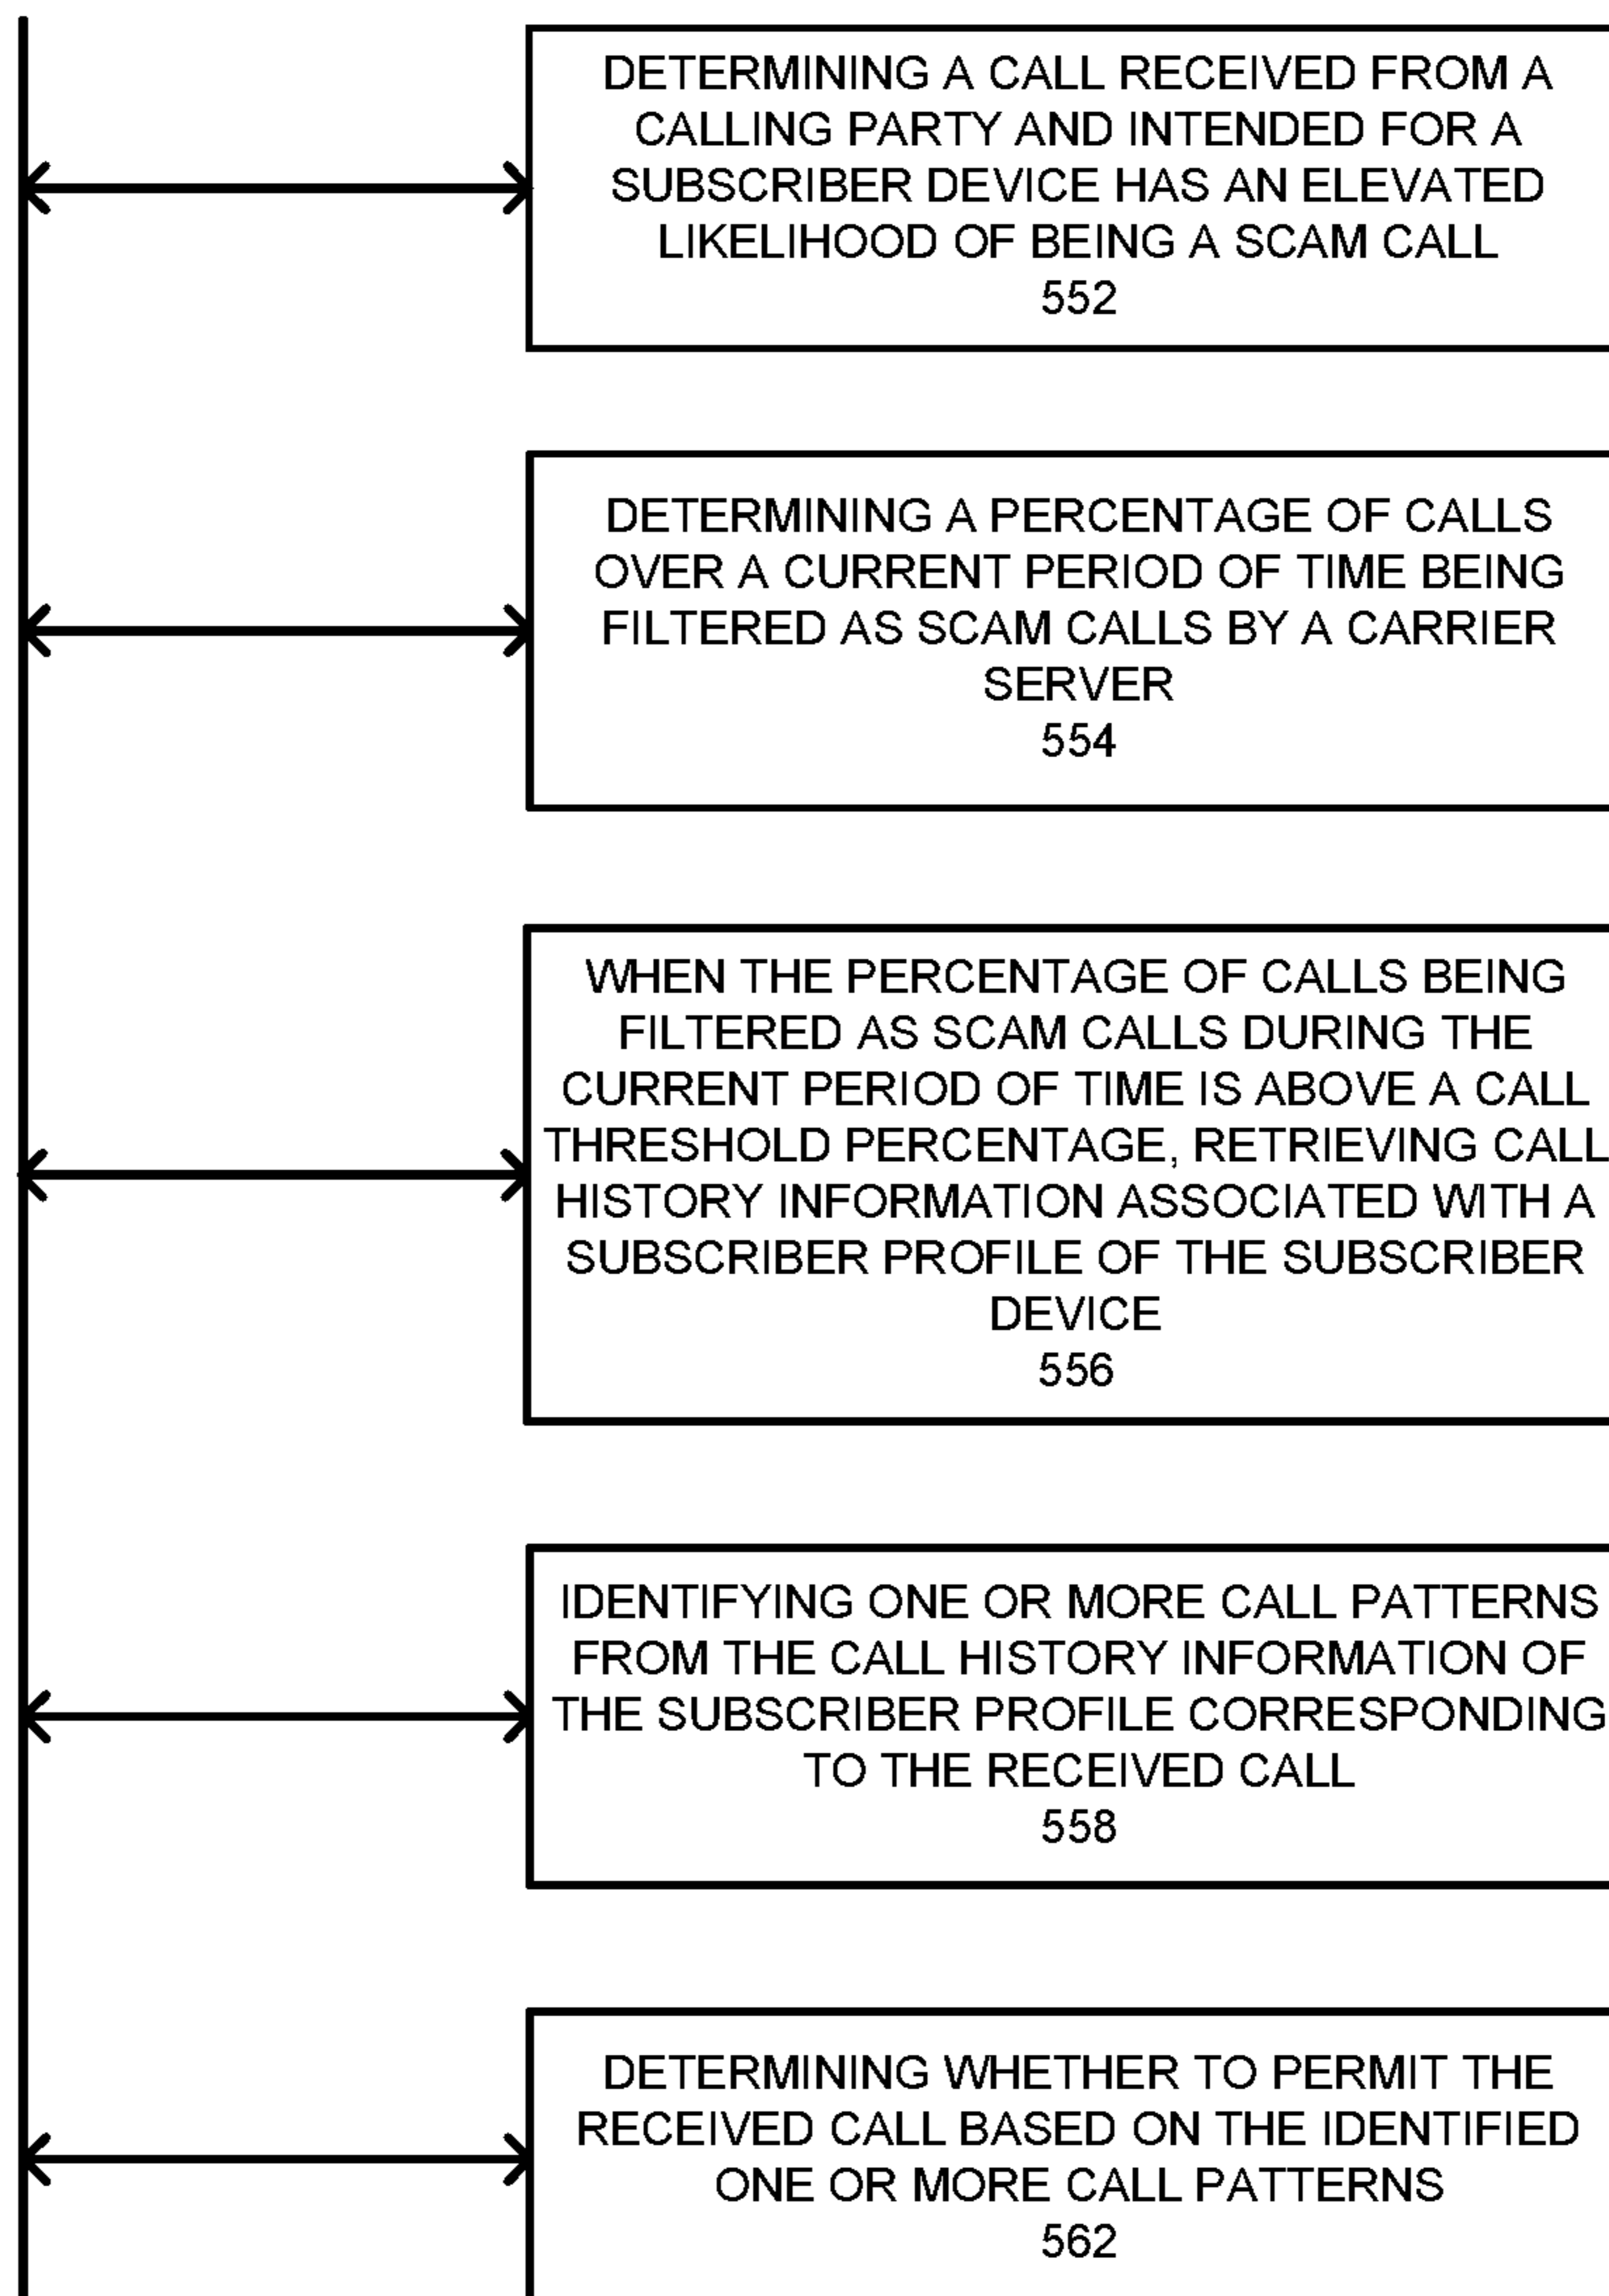 DETERMINING A CALL RECEIVED FROM A
CALLING PARTY AND INTENDED FOR A
SUBSCRIBER DEVICE HAS AN ELEVATED
LIKELIHOOD OF BEING A SCAM CALL
552
DETERMINING A PERCENTAGE OF CALLS
OVER A CURRENT PERIOD OF TIME BEING
FILTERED AS SCAM CALLS BY A CARRIER
SERVER
554
WHEN THE PERCENTAGE OF CALLS BEING
FILTERED AS SCAM CALLS DURING THE
CURRENT PERIOD OF TIME IS ABOVE A CALL
THRESHOLD PERCENTAGE, RETRIEVING CALL
HISTORY INFORMATION ASSOCIATED WITH A
SUBSCRIBER PROFILE OF THE SUBSCRIBER
DEVICE
556
IDENTIFYING ONE OR MORE CALL PATTERNS
FROM THE CALL HISTORY INFORMATION OF
THE SUBSCRIBER PROFILE CORRESPONDING
TO THE RECEIVED CALL
558
DETERMINING WHETHER TO PERMIT THE
RECEIVED CALL BASED ON THE IDENTIFIED
ONE OR MORE CALL PATTERNS
562